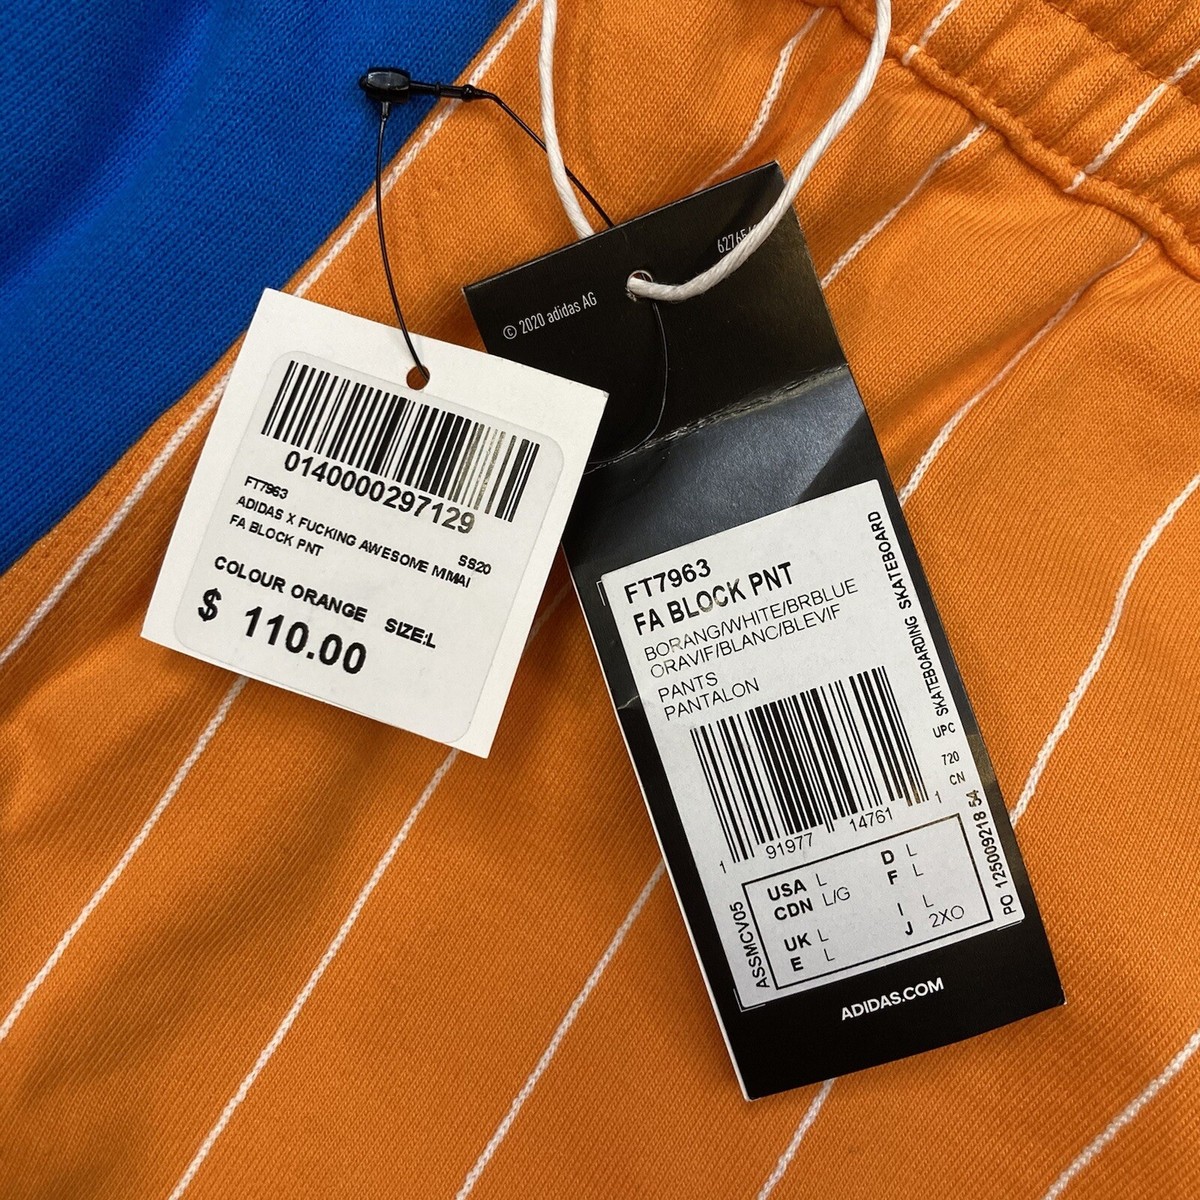 0140000297129
FT7963 SS20
ADIDAS X FUCKING AWESOME MMAI
FA BLOCK PNT
COLOUR ORANGE SIZE:L
$ 110.00
© 2020 adidas AG
FT7963
FA BLOCK PNT
BORANG/WHITE/BRBLUE
ORAVIF/BLANC/BLEVIF
PANTS
PANTALON
1 91977 14761 1
SKATEBOARDING SKATEBOARD
UPC
720
CN
PO 125009218 54
ASSMCV05
USA L D L
CDN L/G F L
UK L I L
E L J 2XO
ADIDAS.COM